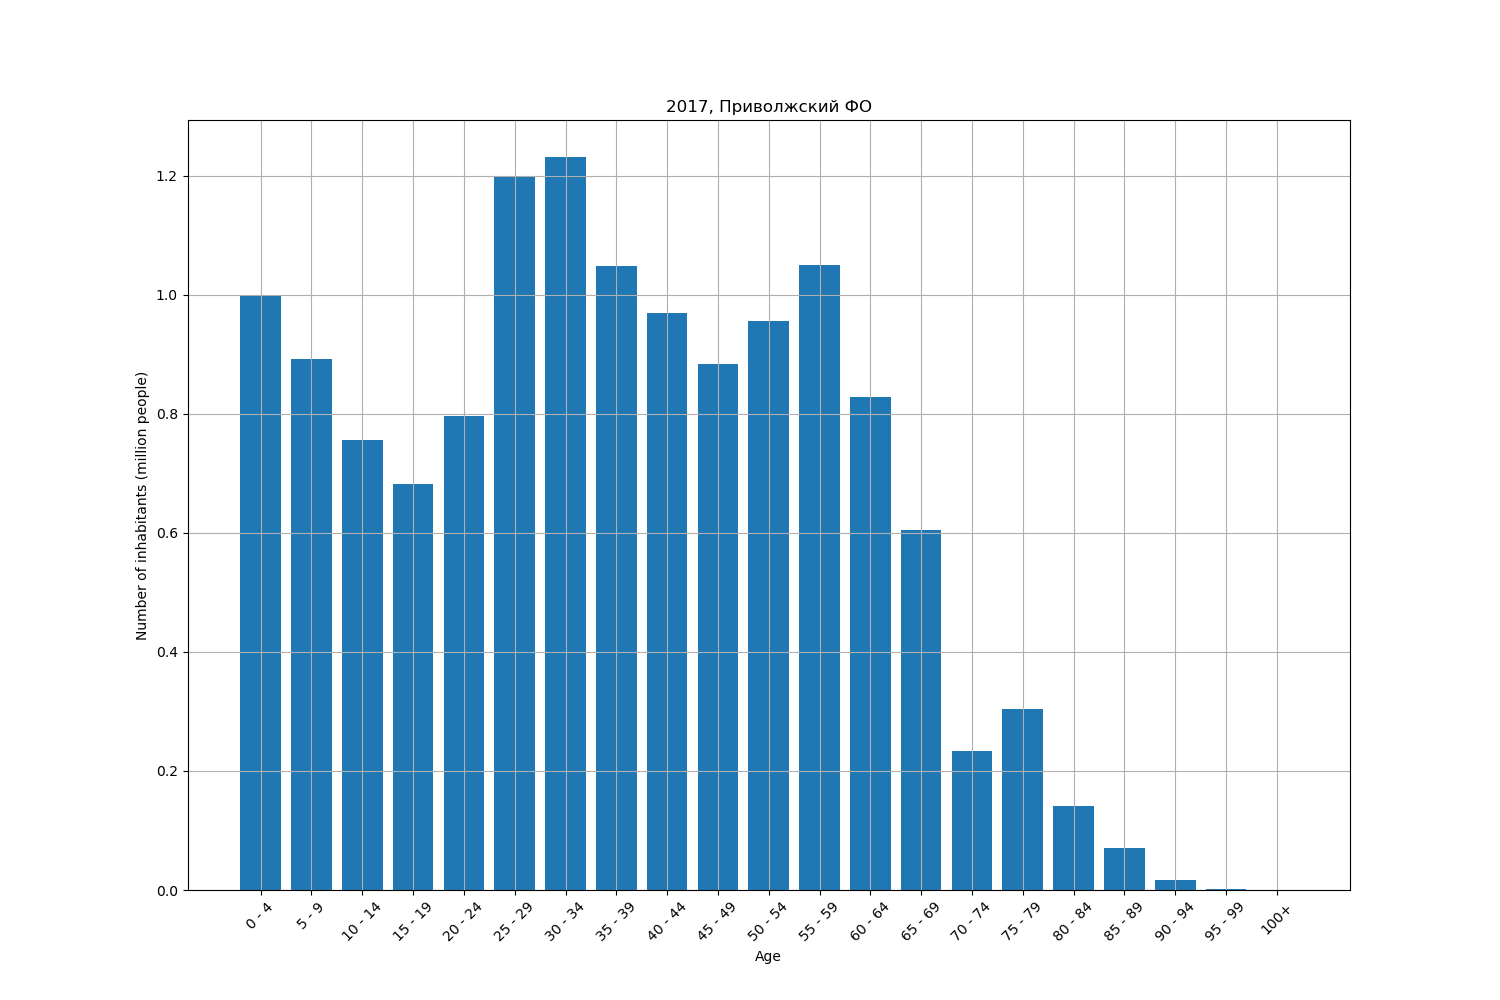 2017, Приволжский ФО
Number of inhabitants (million people)
1.2
1.0
0.8
0.6
0.4
0.2
0.0
0 - 4
5 - 9
10 - 14
15 - 19
20 - 24
25 - 29
30 - 34
35 - 39
40 - 44
45 - 49
50 - 54
55 - 59
60 - 64
65 - 69
70 - 74
75 - 79
80 - 84
85 - 89
90 - 94
95 - 99
100+
Age